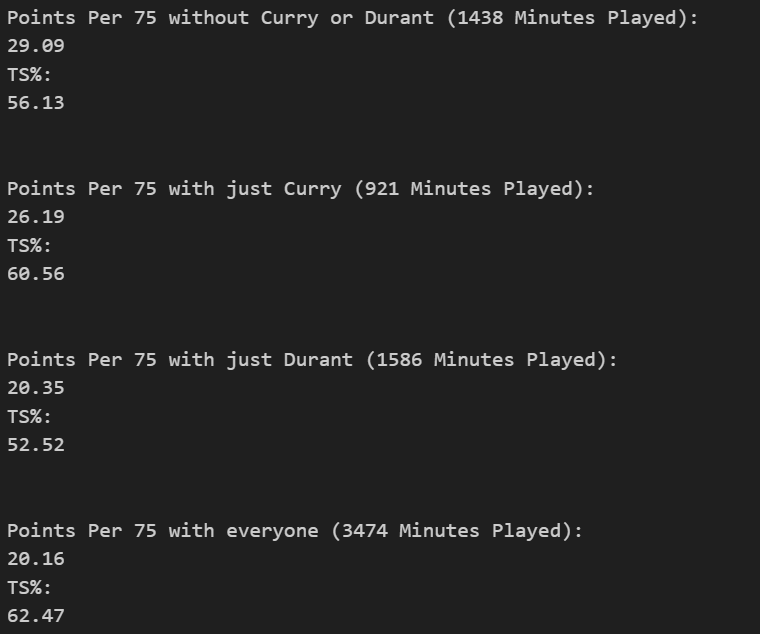 Points Per 75 without Curry or Durant (1438 Minutes Played):
29.09
TS%:
56.13
Points Per 75 with just Curry (921 Minutes Played):
26.19
TS%:
60.56
Points Per 75 with just Durant (1586 Minutes Played):
20.35
TS%:
52.52
Points Per 75 with everyone (3474 Minutes Played):
20.16
TS%:
62.47